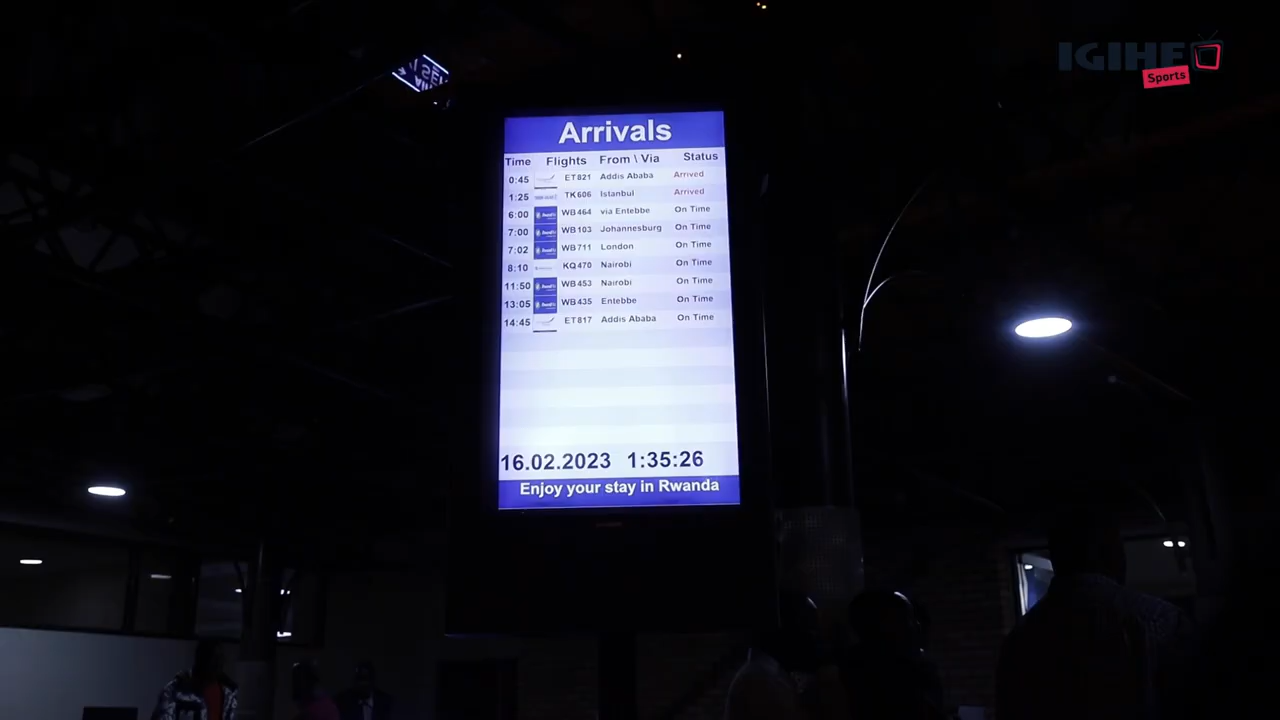 IGIHE
Sports
Arrivals
Time Flights From \ Via Status
0:45 ET821 Addis Ababa Arrived
1:25 TK606 Istanbul Arrived
6:00 WB464 via Entebbe On Time
7:00 WB103 Johannesburg On Time
7:02 WB711 London On Time
8:10 KQ470 Nairobi On Time
11:50 WB453 Nairobi On Time
13:05 WB435 Entebbe On Time
14:45 ET817 Addis Ababa On Time
16.02.2023 1:35:26
Enjoy your stay in Rwanda